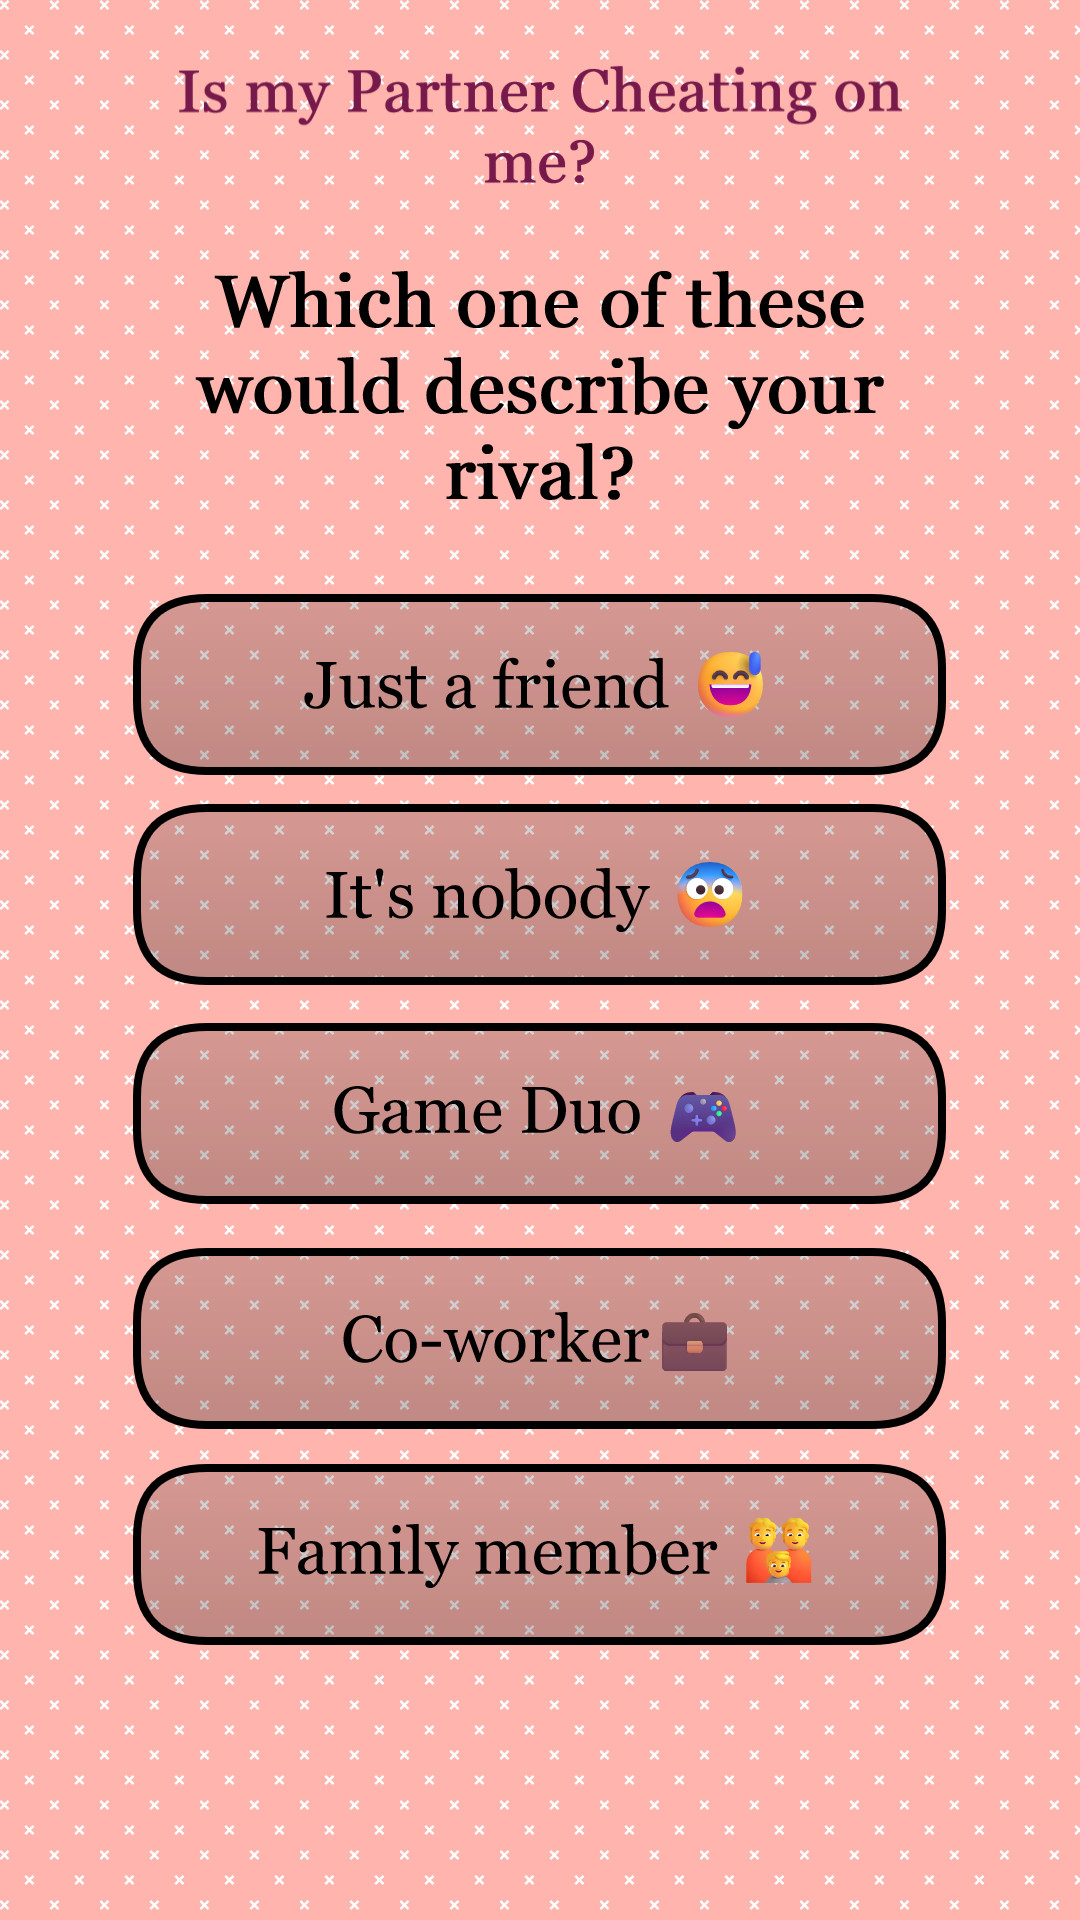 Is my Partner Cheating on
me?
Which one of these
would describe your
rival?
Just a friend 😅
It's nobody 😨
Game Duo 🎮
Co-worker 💼
Family member 👨‍👨‍👦